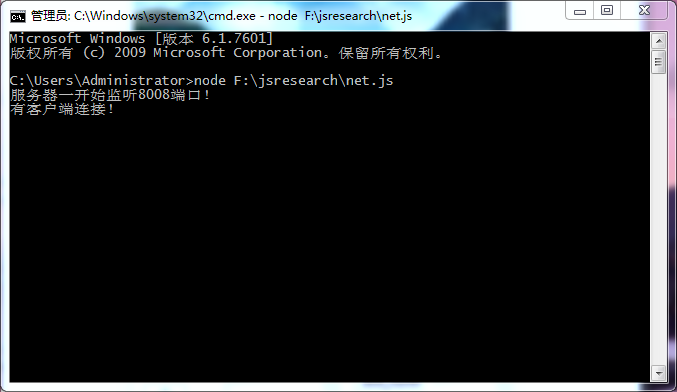 管理员: C:\Windows\system32\cmd.exe - node  F:\jsresearch\net.js
Microsoft Windows [版本 6.1.7601]
版权所有 (c) 2009 Microsoft Corporation。保留所有权利。
C:\Users\Administrator>node F:\jsresearch\net.js
服务器一开始监听8008端口！
有客户端连接！